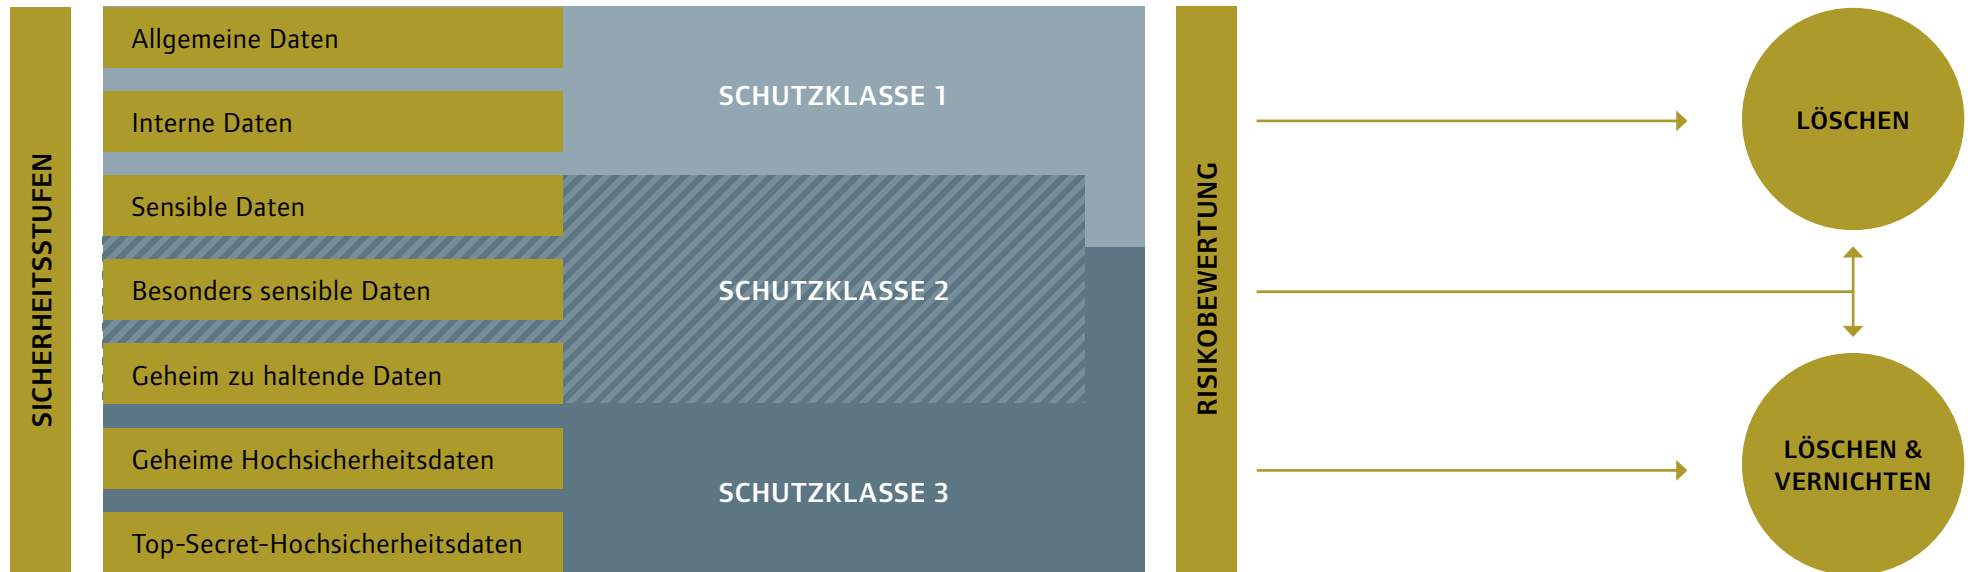 SICHERHEITSSTUFEN
Allgemeine Daten
Interne Daten
Sensible Daten
Besonders sensible Daten
Geheim zu haltende Daten
Geheime Hochsicherheitsdaten
Top-Secret-Hochsicherheitsdaten
SCHUTZKLASSE 1
SCHUTZKLASSE 2
SCHUTZKLASSE 3
RISIKOBEWERTUNG
LÖSCHEN
LÖSCHEN &
VERNICHTEN